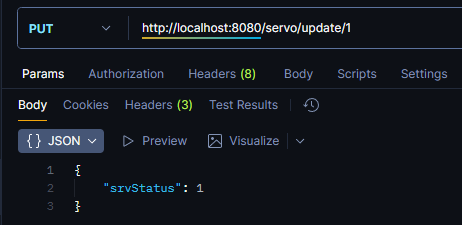 PUT http://localhost:8080/servo/update/1
Params Authorization Headers (8) Body Scripts Settings
Body Cookies Headers (3) Test Results
{ } JSON Preview Visualize
1 {
2 "srvStatus": 1
3 }